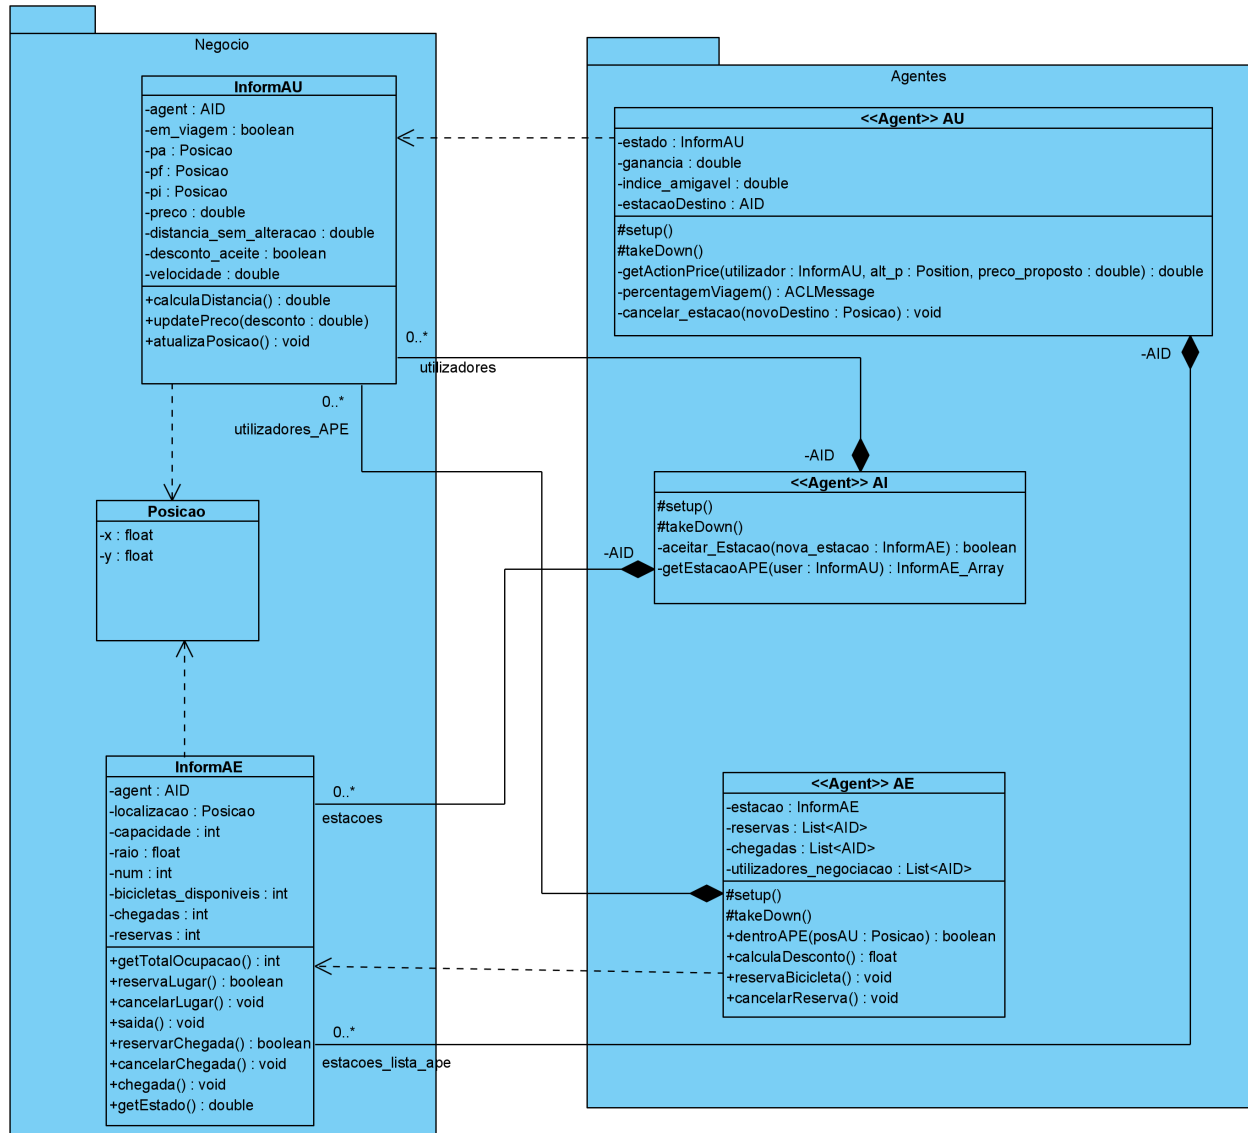 Negocio
InformAU
-agent : AID
-em_viagem : boolean
-pa : Posicao
-pf : Posicao
-pi : Posicao
-preco : double
-distancia_sem_alteracao : double
-desconto_aceite : boolean
-velocidade : double
+calculaDistancia() : double
+updatePreco(desconto : double)
+atualizaPosicao() : void
0..*
utilizadores
0..*
utilizadores_APE
Posicao
-x : float
-y : float
InformAE
-agent : AID
-localizacao : Posicao
-capacidade : int
-raio : float
-num : int
-bicicletas_disponiveis : int
-chegadas : int
-reservas : int
+getTotalOcupacao() : int
+reservaLugar() : boolean
+cancelarLugar() : void
+saida() : void
+reservarChegada() : boolean
+cancelarChegada() : void
+chegada() : void
+getEstado() : double
0..*
estacoes
0..*
estacoes_lista_ape
Agentes
<<Agent>> AU
-estado : InformAU
-ganancia : double
-indice_amigavel : double
-estacaoDestino : AID
#setup()
#takeDown()
-getActionPrice(utilizador : InformAU, alt_p : Position, preco_proposto : double) : double
-percentagemViagem() : ACLMessage
-cancelar_estacao(novoDestino : Posicao) : void
-AID
-AID
<<Agent>> AI
#setup()
#takeDown()
-aceitar_Estacao(nova_estacao : InformAE) : boolean
-getEstacaoAPE(user : InformAU) : InformAE_Array
-AID
<<Agent>> AE
-estacao : InformAE
-reservas : List<AID>
-chegadas : List<AID>
-utilizadores_negociacao : List<AID>
#setup()
#takeDown()
+dentroAPE(posAU : Posicao) : boolean
+calculaDesconto() : float
+reservaBicicleta() : void
+cancelarReserva() : void